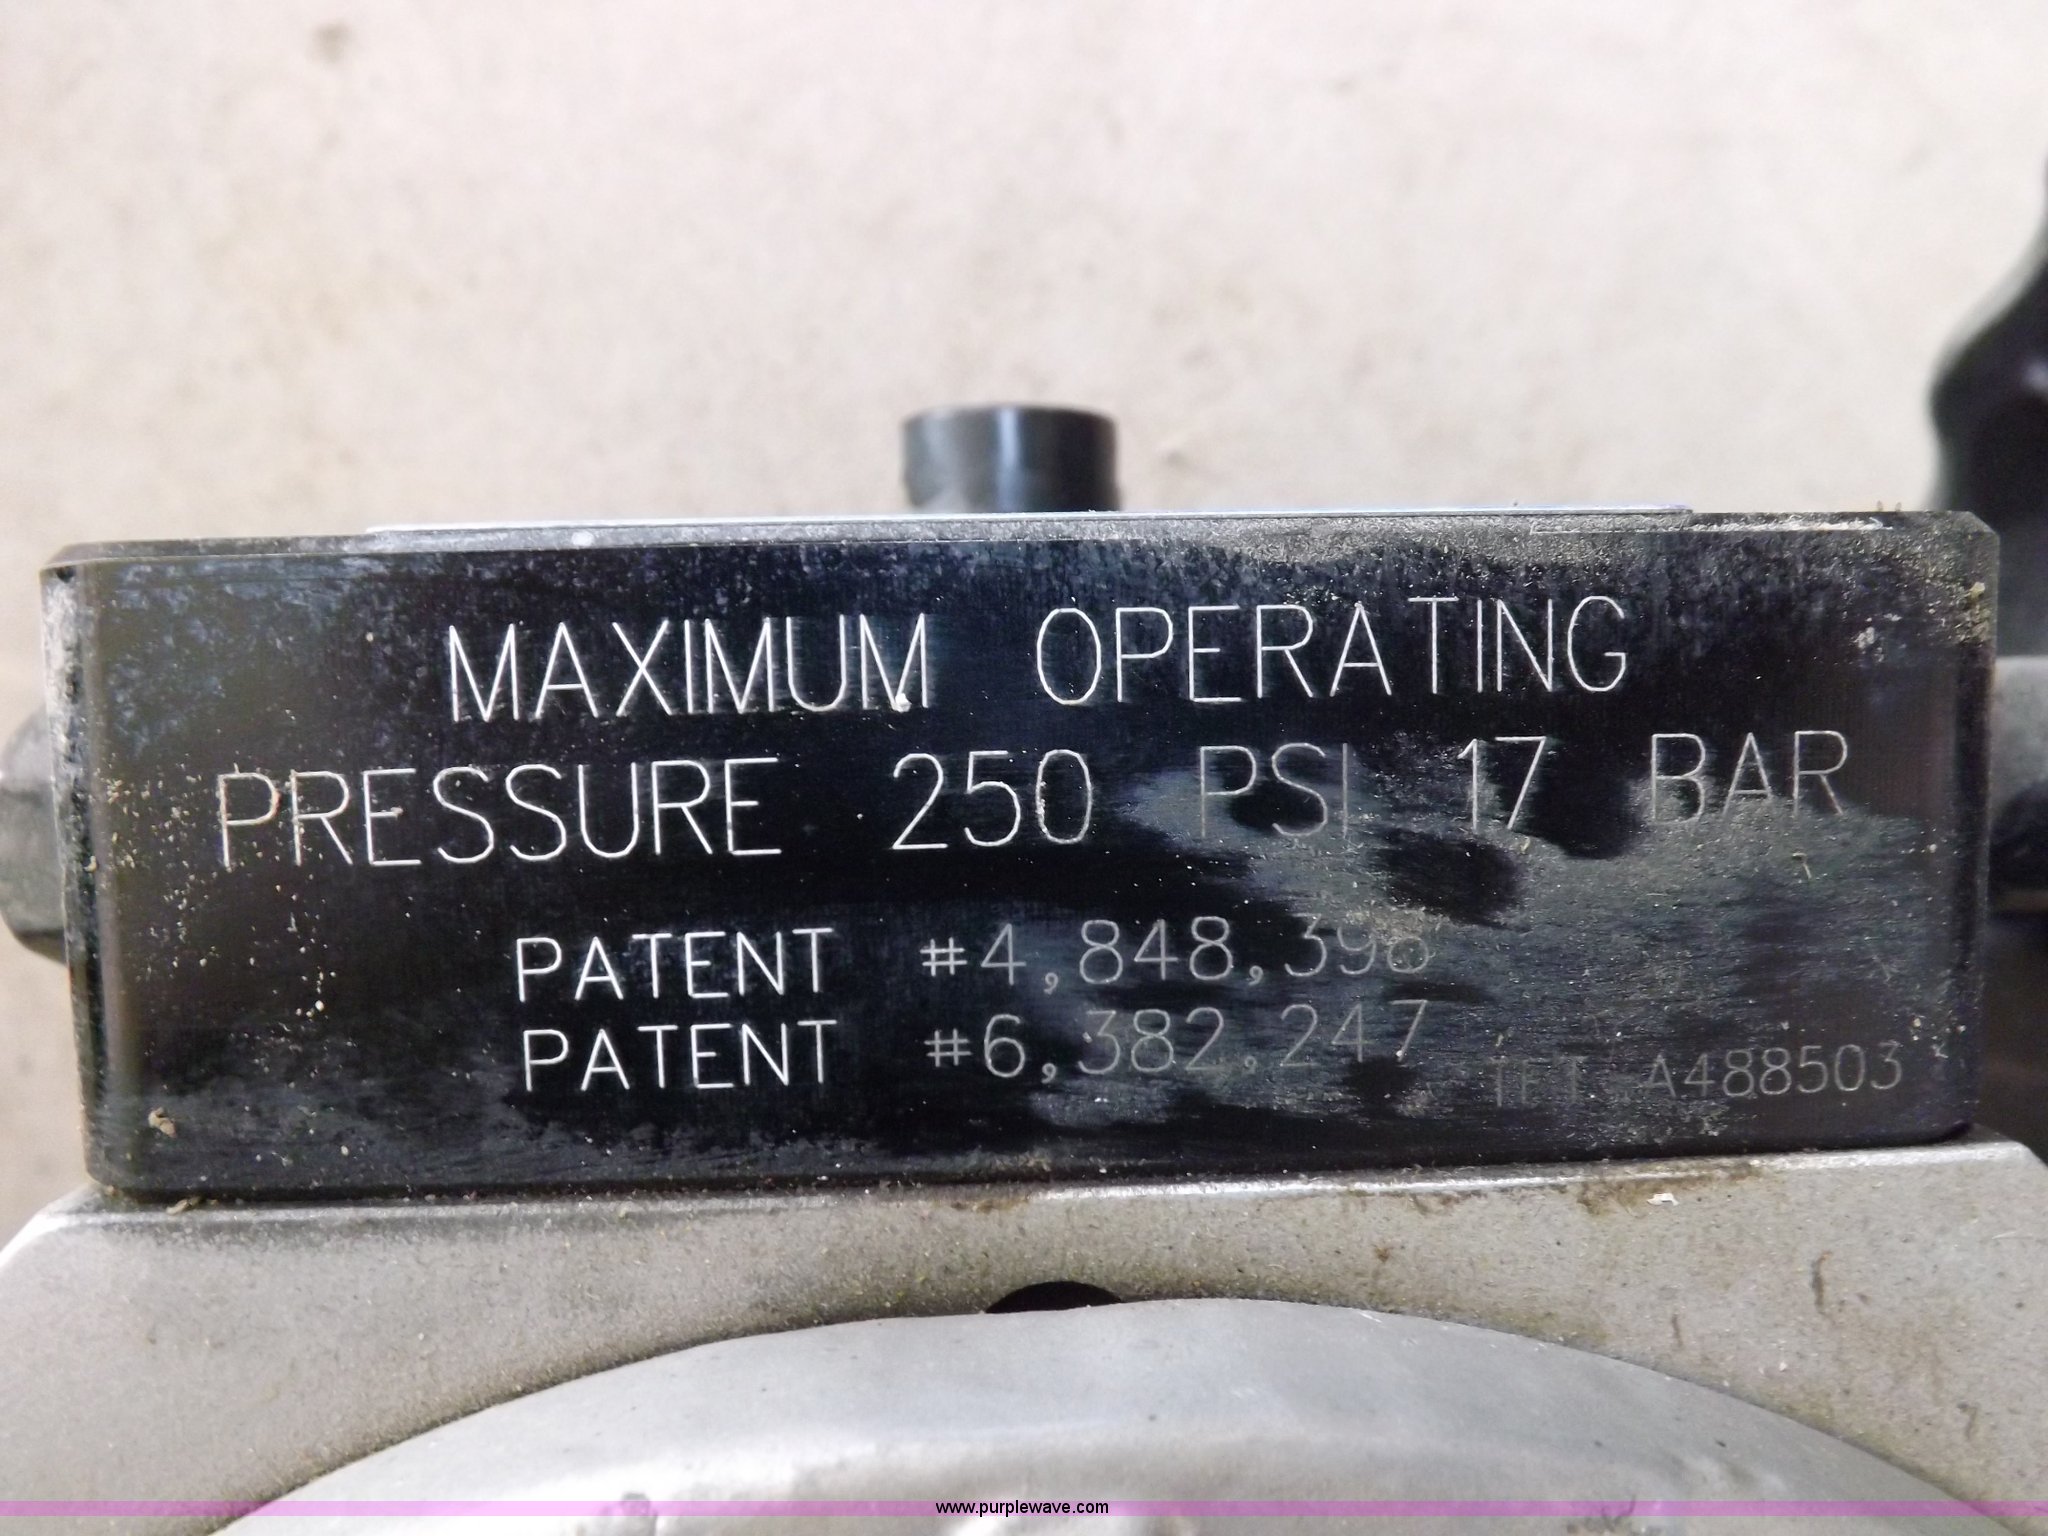 MAXIMUM OPERATING
PRESSURE 250 PSI 17 BAR
PATENT #4,848,398
PATENT #6,382,247
TFT A488503
www.purplewave.com